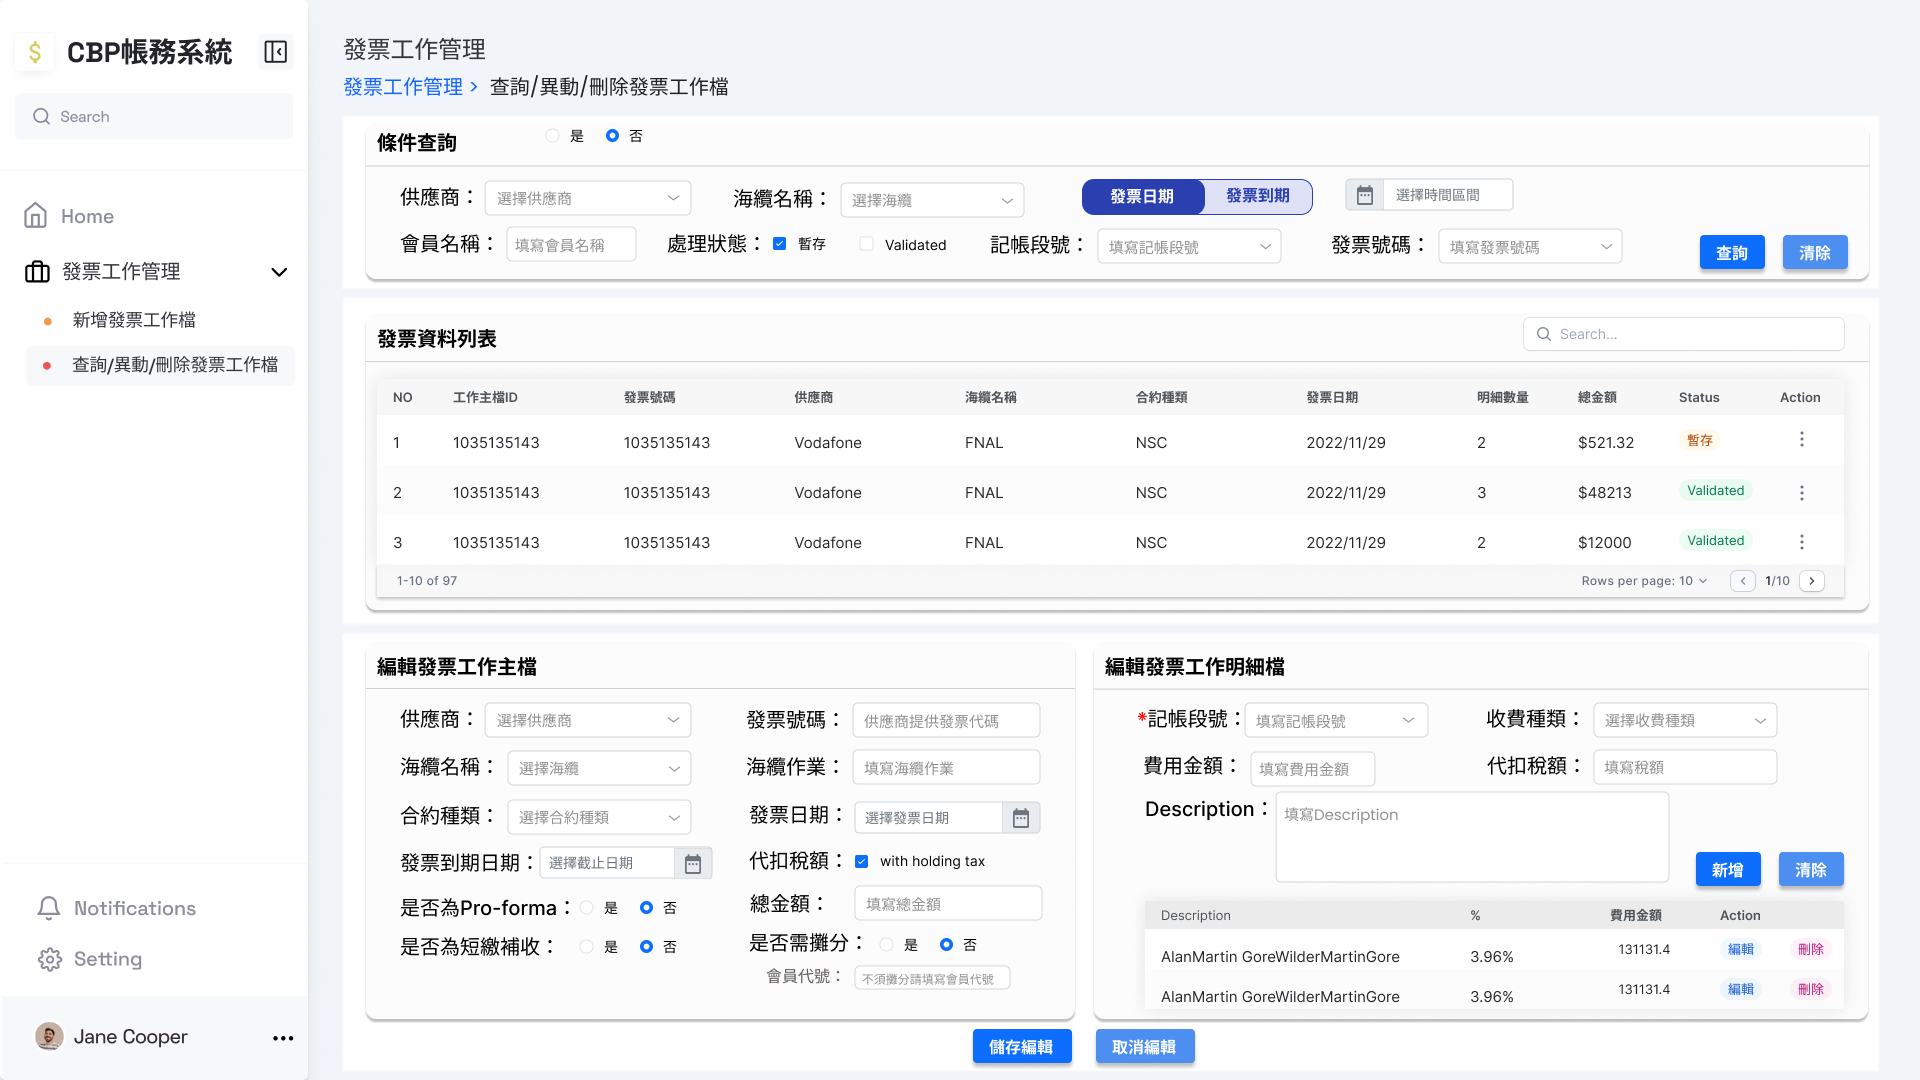 CBP帳務系統
Search
Home
發票工作管理
新增發票工作檔
查詢/異動/刪除發票工作檔
Notifications
Setting
Jane Cooper
發票工作管理
發票工作管理 › 查詢/異動/刪除發票工作檔
條件查詢 是 否
供應商： 選擇供應商 海纜名稱： 選擇海纜 發票日期 發票到期 選擇時間區間
會員名稱： 填寫會員名稱 處理狀態： 暫存 Validated 記帳段號： 填寫記帳段號 發票號碼： 填寫發票號碼 查詢 清除
發票資料列表 Search...
NO 工作主檔ID 發票號碼 供應商 海纜名稱 合約種類 發票日期 明細數量 總金額 Status Action
1 1035135143 1035135143 Vodafone FNAL NSC 2022/11/29 2 $521.32 暫存
2 1035135143 1035135143 Vodafone FNAL NSC 2022/11/29 3 $48213 Validated
3 1035135143 1035135143 Vodafone FNAL NSC 2022/11/29 2 $12000 Validated
1-10 of 97 Rows per page: 10 1/10
編輯發票工作主檔
供應商： 選擇供應商 發票號碼： 供應商提供發票代碼
海纜名稱： 選擇海纜 海纜作業： 填寫海纜作業
合約種類： 選擇合約種類 發票日期： 選擇發票日期
發票到期日期： 選擇截止日期 代扣稅額： with holding tax
是否為Pro-forma： 是 否 總金額： 填寫總金額
是否為短繳補收： 是 否 是否需攤分： 是 否
會員代號： 不須攤分請填寫會員代號
編輯發票工作明細檔
*記帳段號： 填寫記帳段號 收費種類： 選擇收費種類
費用金額： 填寫費用金額 代扣稅額： 填寫稅額
Description： 填寫Description
新增 清除
Description % 費用金額 Action
AlanMartin GoreWilderMartinGore 3.96% 131131.4 編輯 刪除
AlanMartin GoreWilderMartinGore 3.96% 131131.4 編輯 刪除
儲存編輯 取消編輯